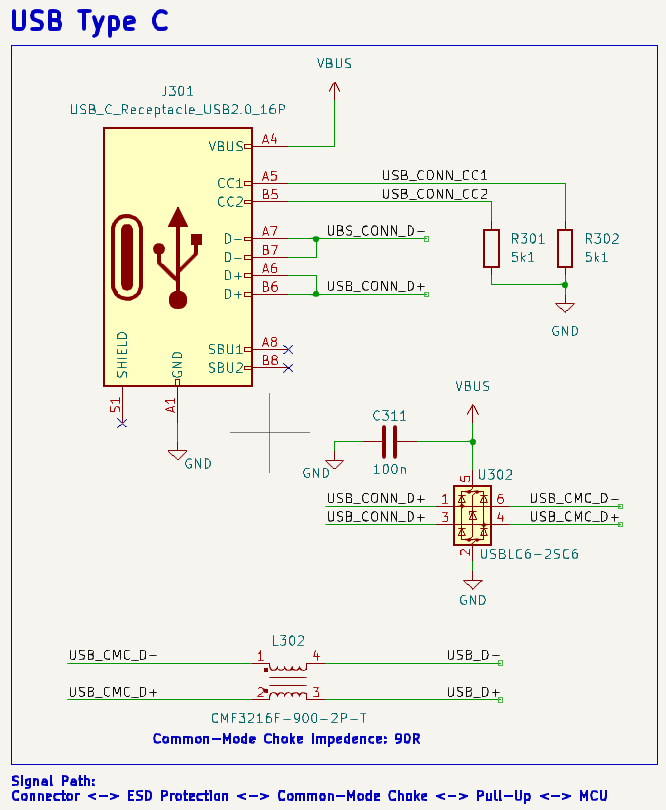 USB Type C
VBUS
J301
USB_C_Receptacle_USB2.0_16P
VBUS A4
CC1 A5 USB_CONN_CC1
CC2 B5 USB_CONN_CC2
D- A7 UBS_CONN_D-
D- B7
D+ A6
D+ B6 USB_CONN_D+
R301 R302
5k1 5k1
GND
SBU1 A8
SBU2 B8
SHIELD GND
S1 A1
GND
VBUS
C311
100n
GND
U302
5
USB_CONN_D+ 1 6 USB_CMC_D-
USB_CONN_D+ 3 4 USB_CMC_D+
2 USBLC6-2SC6
GND
L302
USB_CMC_D- 1 4 USB_D-
USB_CMC_D+ 2 3 USB_D+
CMF3216F-900-2P-T
Common-Mode Choke Impedence: 90R
Signal Path:
Connector <-> ESD Protection <-> Common-Mode Choke <-> Pull-Up <-> MCU